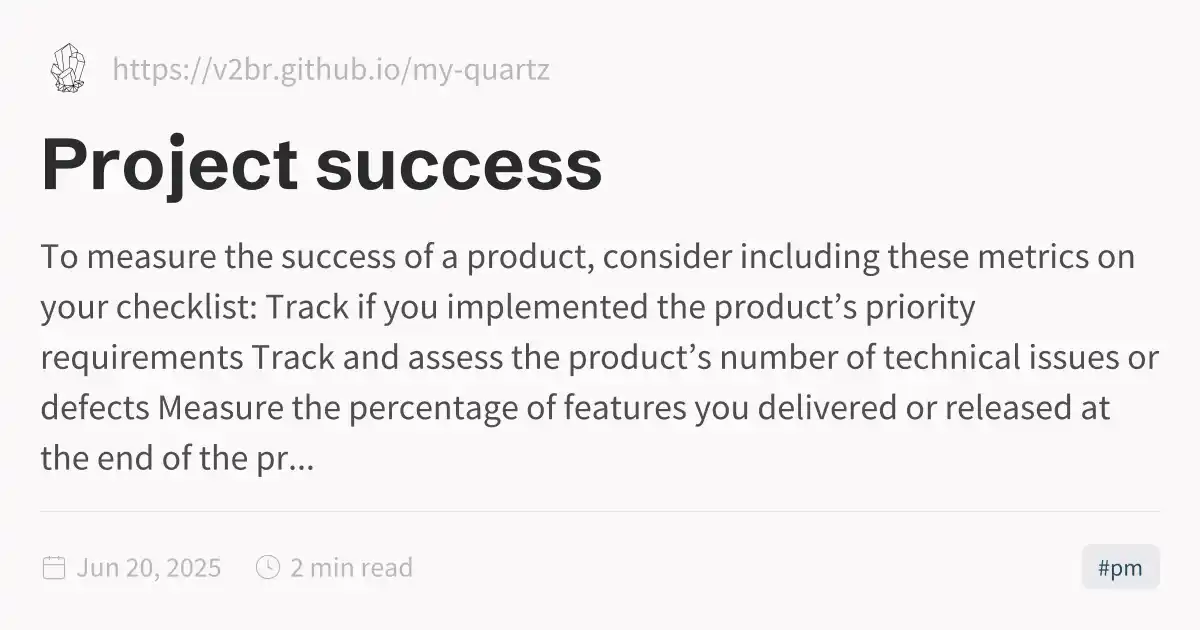 https://v2br.github.io/my-quartz
Project success
To measure the success of a product, consider including these metrics on
your checklist: Track if you implemented the product’s priority
requirements Track and assess the product’s number of technical issues or
defects Measure the percentage of features you delivered or released at
the end of the pr...
Jun 20, 2025 2 min read #pm